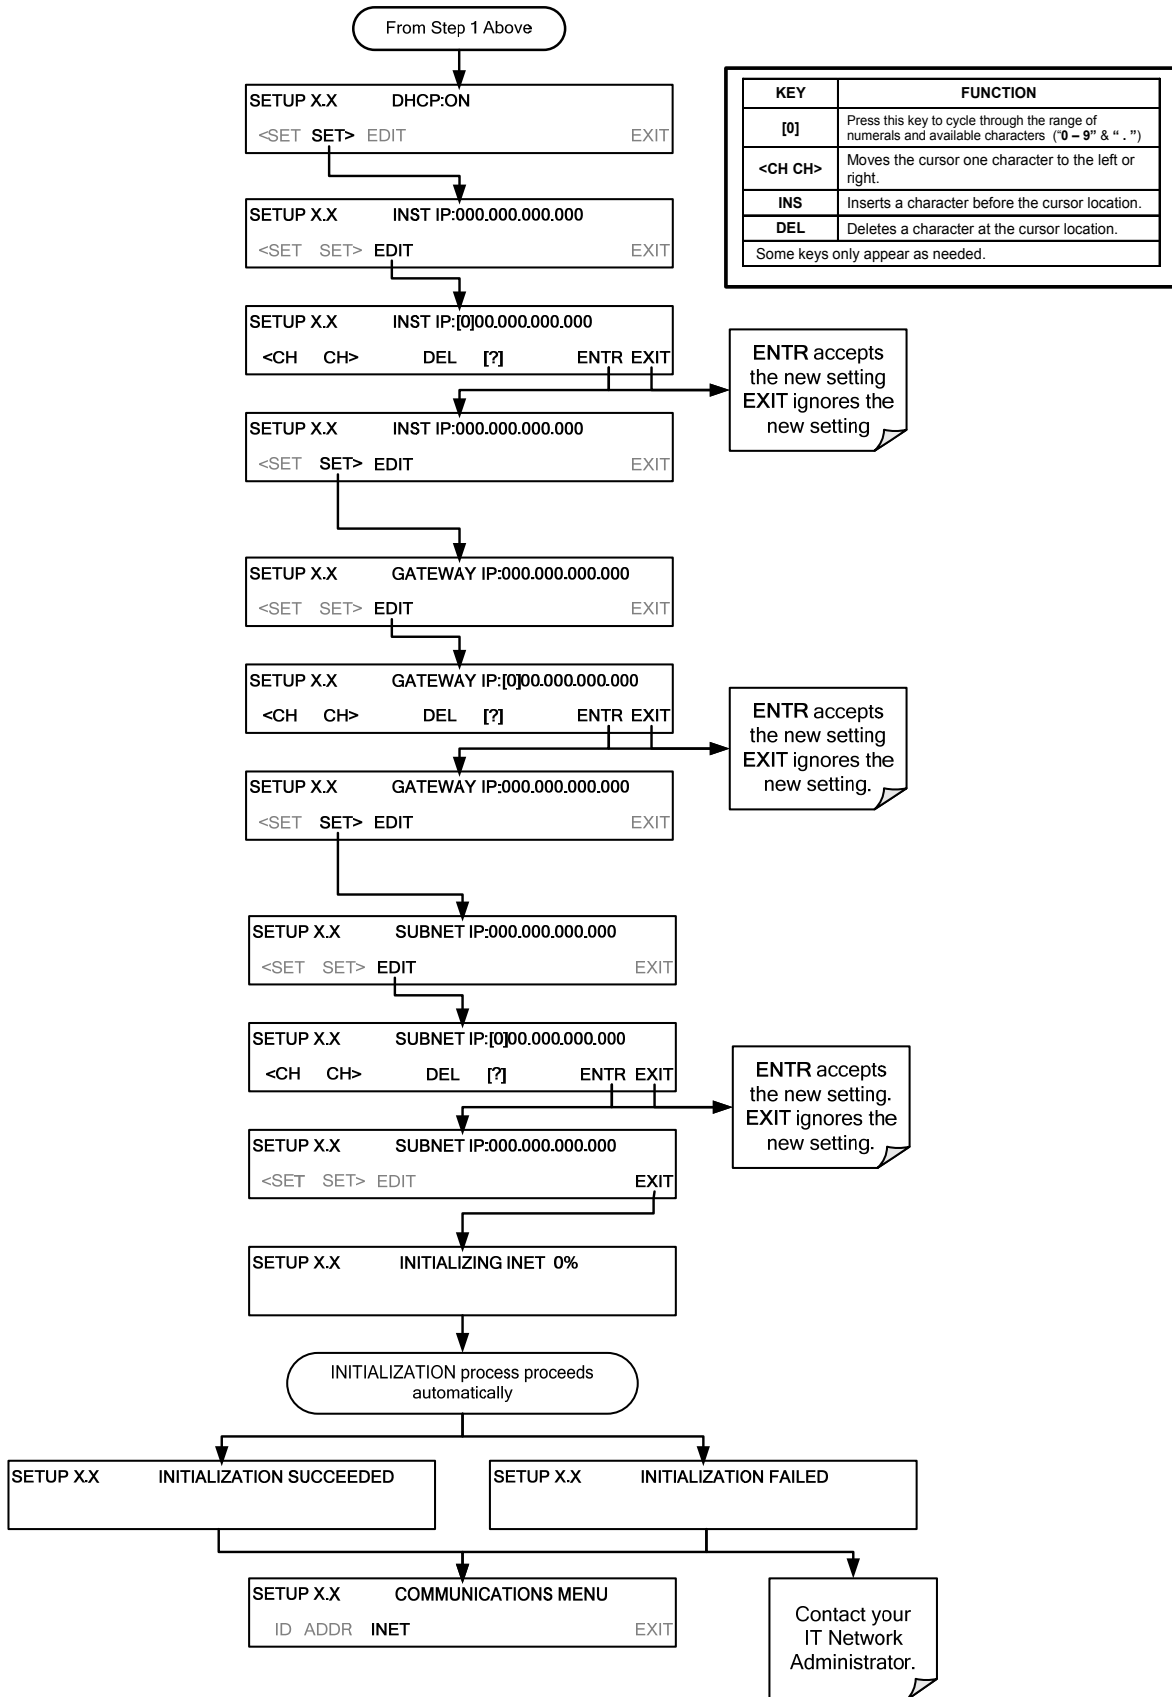 From Step 1 Above
SETUP X.X DHCP:ON
<SET SET> EDIT EXIT
KEY FUNCTION
[0] Press this key to cycle through the range of
numerals and available characters (“0 – 9” & “ . ”)
<CH CH> Moves the cursor one character to the left or
right.
INS Inserts a character before the cursor location.
DEL Deletes a character at the cursor location.
Some keys only appear as needed.
SETUP X.X INST IP:000.000.000.000
<SET SET> EDIT EXIT
SETUP X.X INST IP:[0]00.000.000.000
<CH CH> DEL [?] ENTR EXIT
ENTR accepts
the new setting
EXIT ignores the
new setting
SETUP X.X INST IP:000.000.000.000
<SET SET> EDIT EXIT
SETUP X.X GATEWAY IP:000.000.000.000
<SET SET> EDIT EXIT
SETUP X.X GATEWAY IP:[0]00.000.000.000
<CH CH> DEL [?] ENTR EXIT
ENTR accepts
the new setting
EXIT ignores the
new setting.
SETUP X.X GATEWAY IP:000.000.000.000
<SET SET> EDIT EXIT
SETUP X.X SUBNET IP:000.000.000.000
<SET SET> EDIT EXIT
SETUP X.X SUBNET IP:[0]00.000.000.000
<CH CH> DEL [?] ENTR EXIT
ENTR accepts
the new setting.
EXIT ignores the
new setting.
SETUP X.X SUBNET IP:000.000.000.000
<SET SET> EDIT EXIT
SETUP X.X INITIALIZING INET 0%
INITIALIZATION process proceeds
automatically
SETUP X.X INITIALIZATION SUCCEEDED
SETUP X.X INITIALIZATION FAILED
SETUP X.X COMMUNICATIONS MENU
ID ADDR INET EXIT
Contact your
IT Network
Administrator.